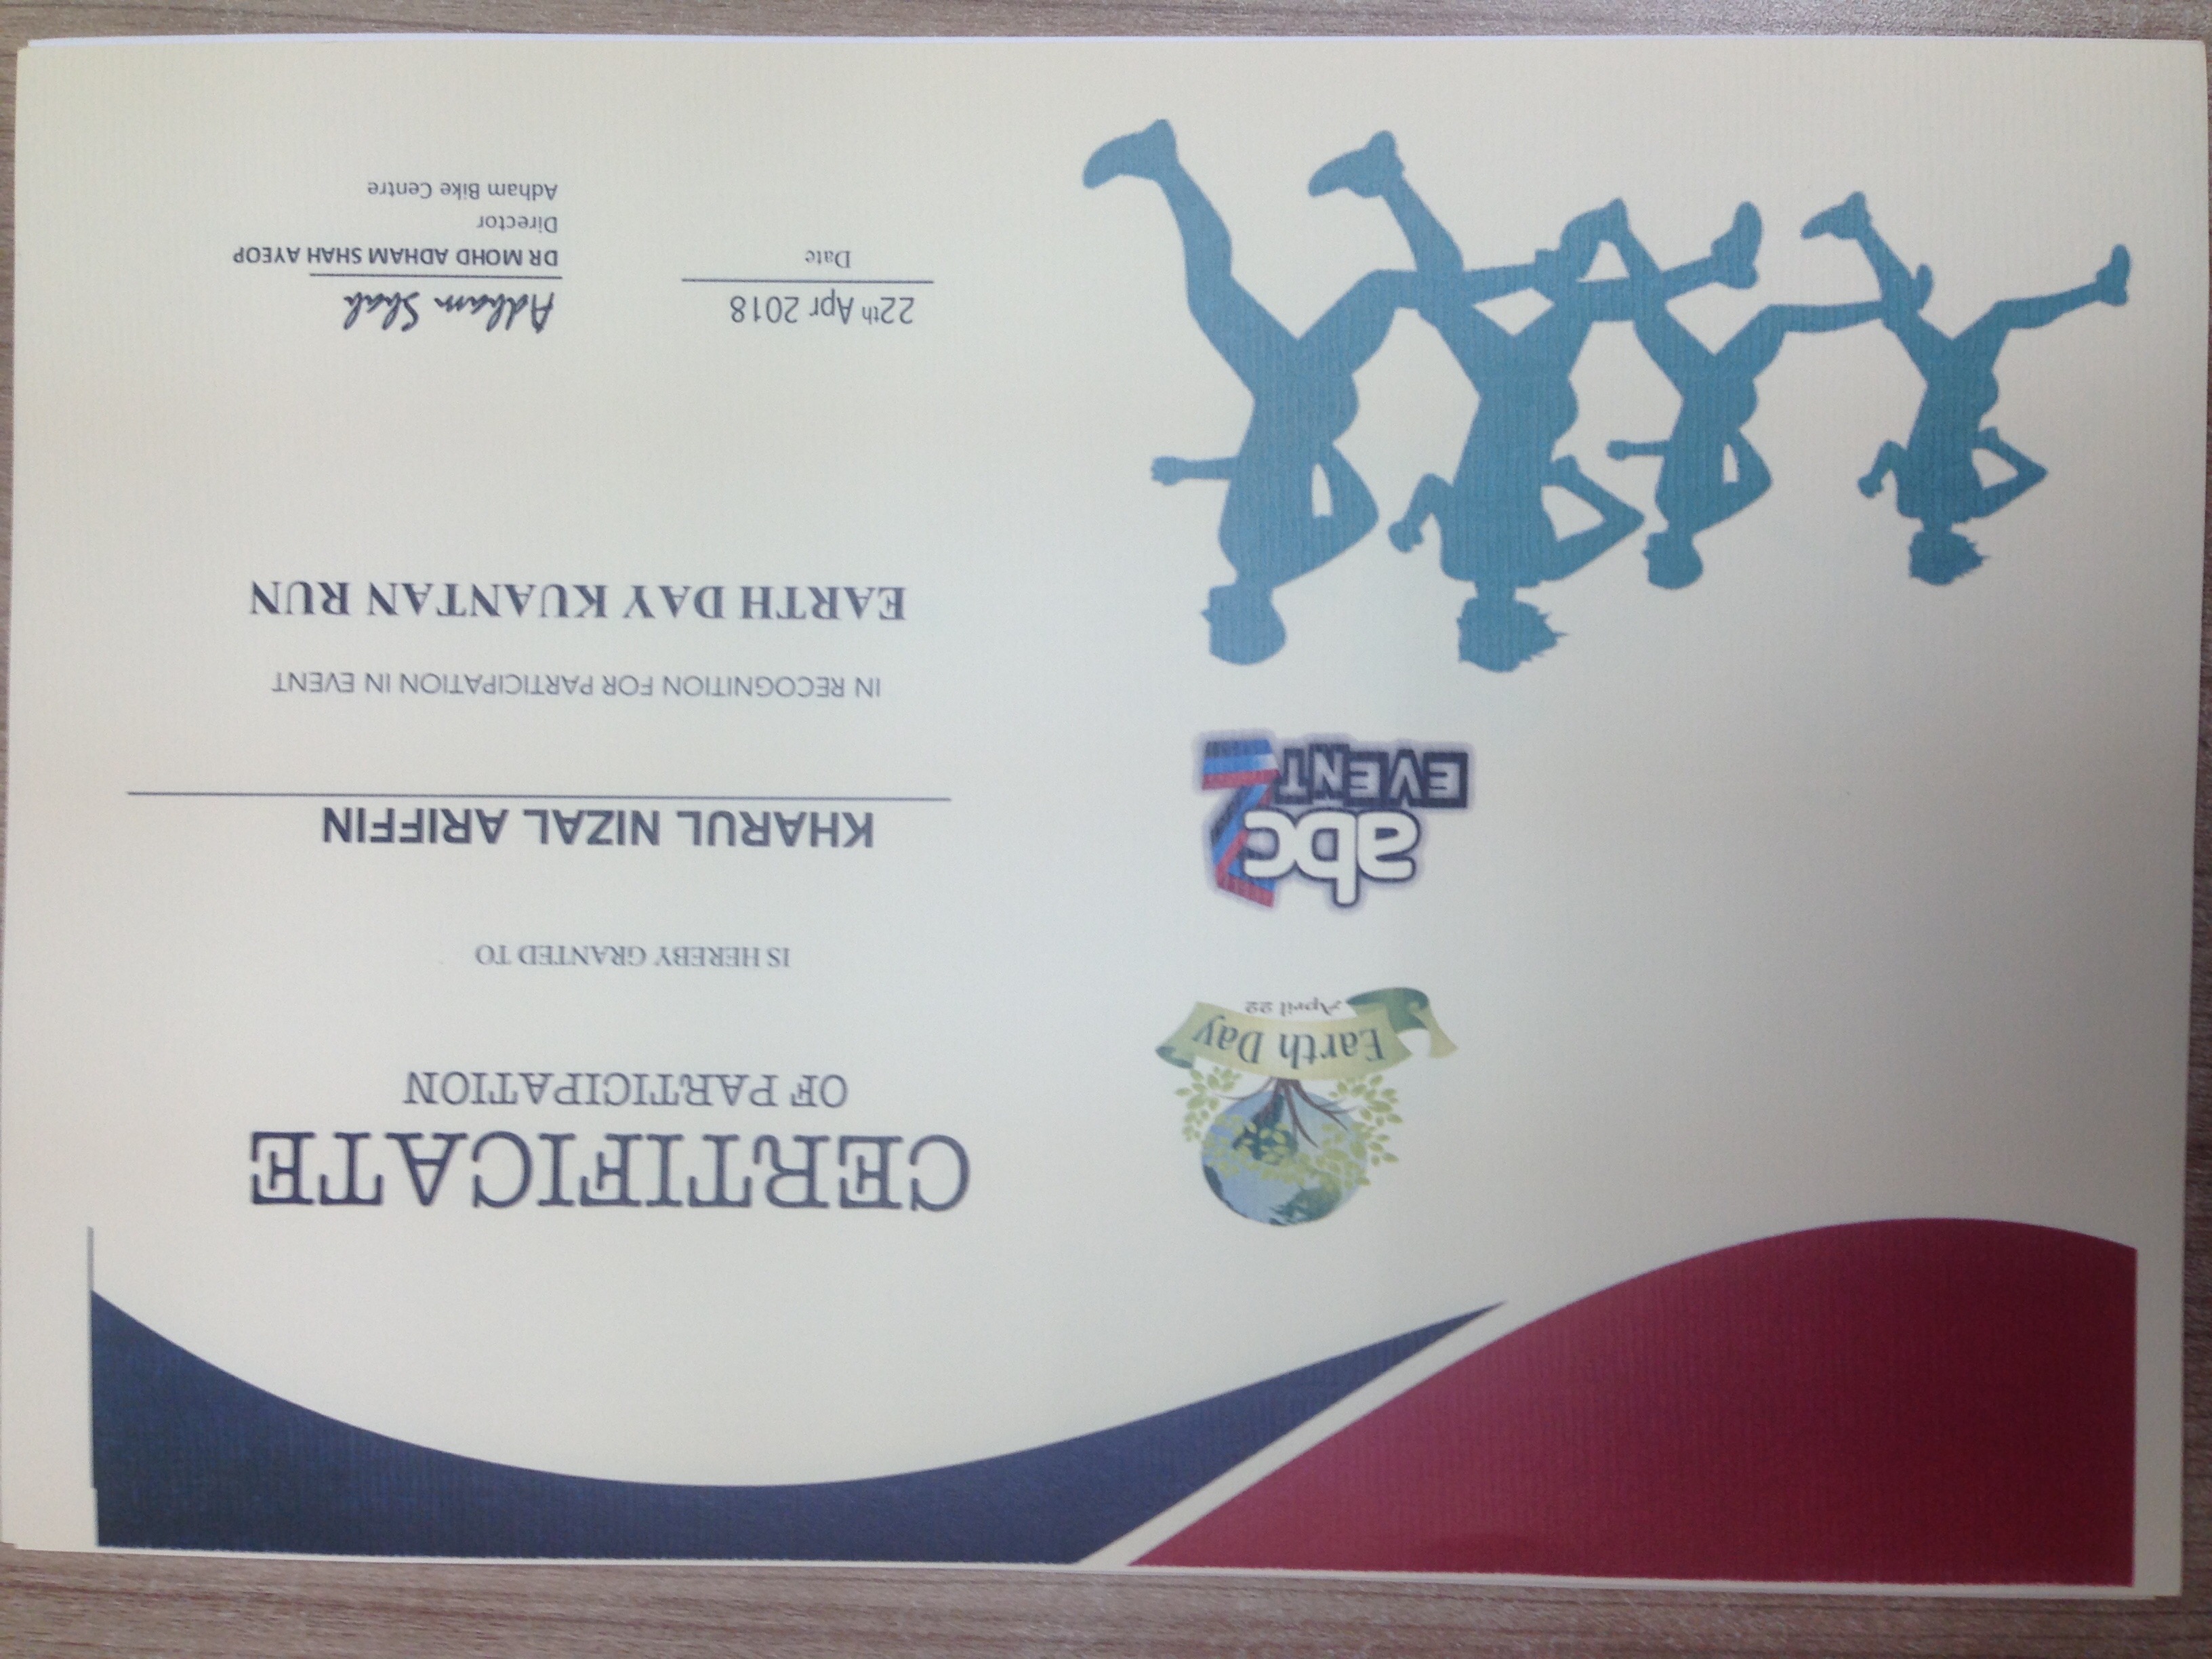 CERTIFICATE
OF PARTICIPATION
IS HEREBY GRANTED TO
KHARUL NIZAL ARIFFIN
IN RECOGNITION FOR PARTICIPATION IN EVENT
EARTH DAY KUANTAN RUN
22th Apr 2018
Date
Adham Shah
DR MOHD ADHAM SHAH AYEOP
Director
Adham Bike Centre
Earth Day
April 22
abc
EVENT